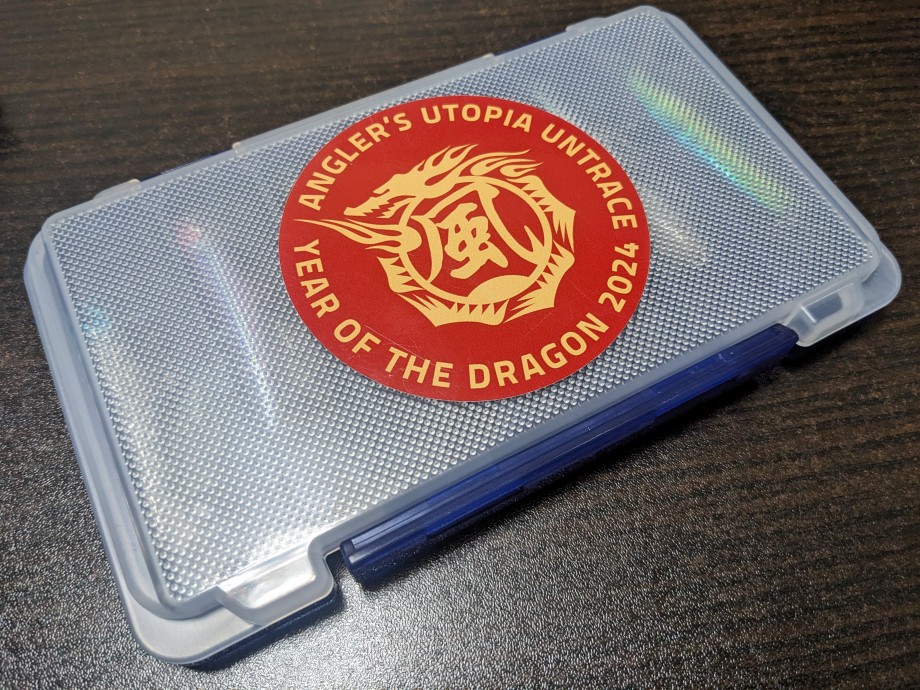 ANGLER'S UTOPIA UNTRACE
風
YEAR OF THE DRAGON 2024